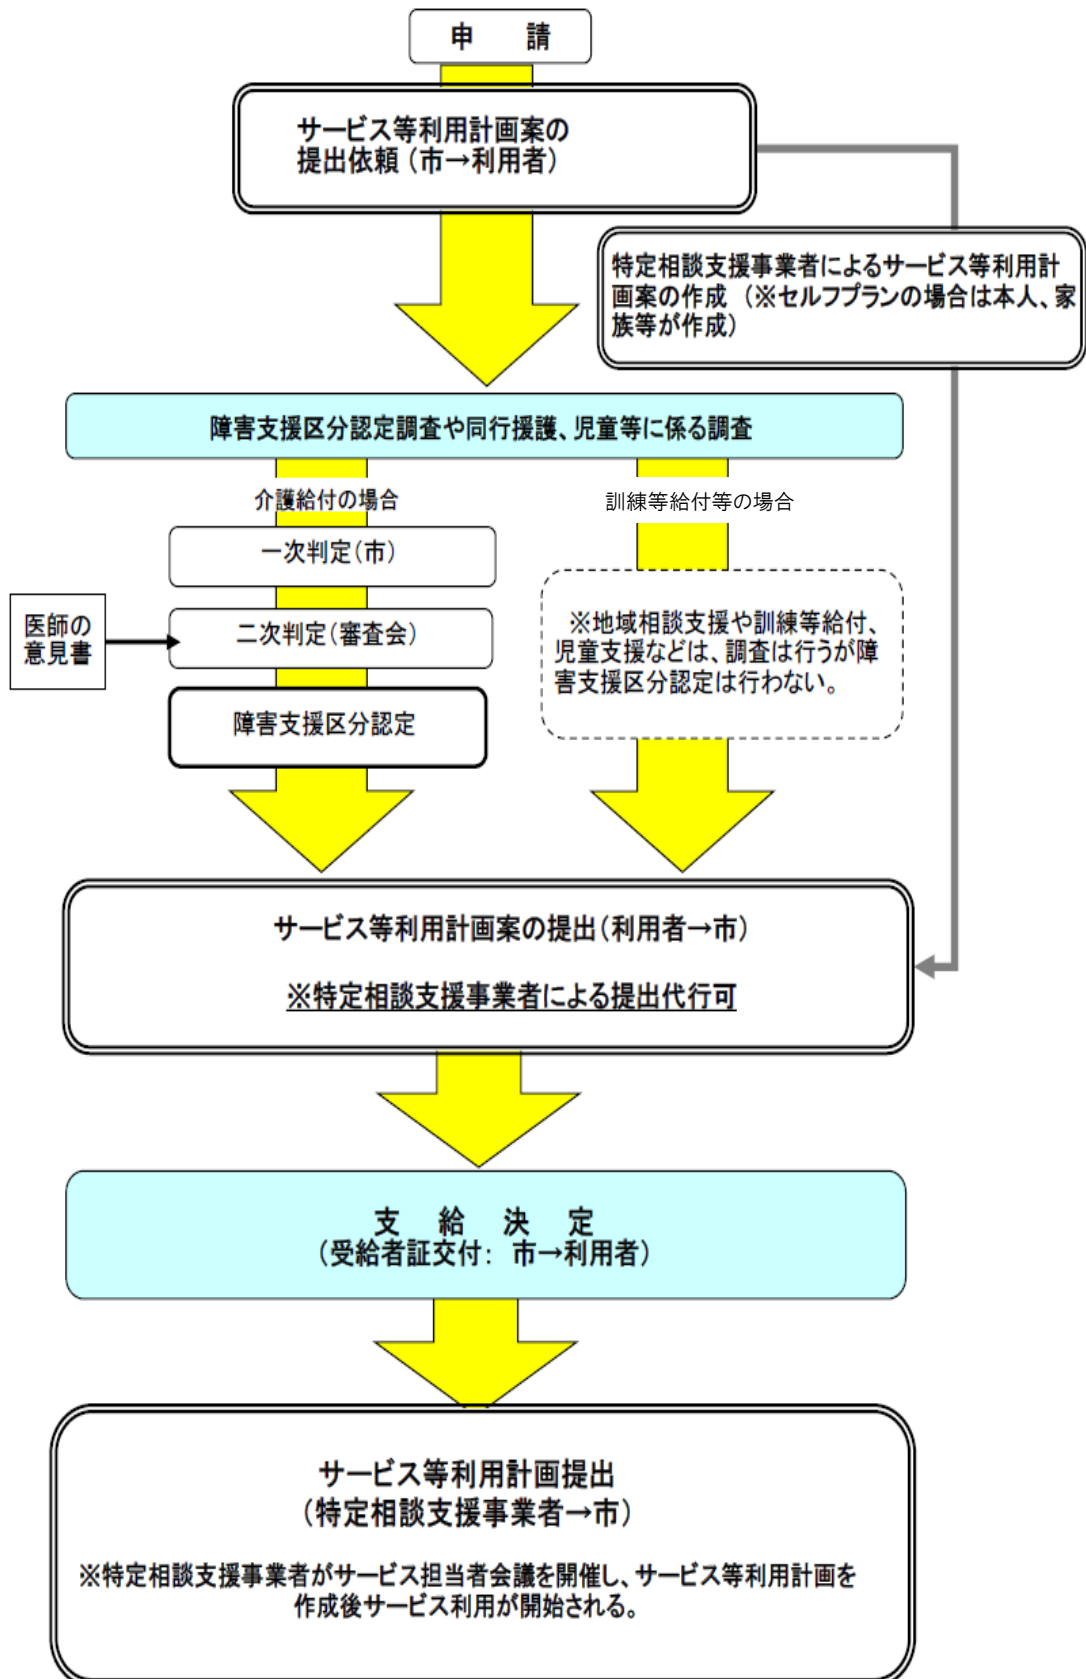 申　請
サービス等利用計画案の
提出依頼（市→利用者）
特定相談支援事業者によるサービス等利用計
画案の作成（※セルフプランの場合は本人、家
族等が作成）
障害支援区分認定調査や同行援護、児童等に係る調査
介護給付の場合
訓練等給付等の場合
一次判定（市）
医師の
意見書
二次判定（審査会）
障害支援区分認定
※地域相談支援や訓練等給付、
児童支援などは、調査は行うが障
害支援区分認定は行わない。
サービス等利用計画案の提出（利用者→市）
※特定相談支援事業者による提出代行可
支　給　決　定
（受給者証交付：　市→利用者）
サービス等利用計画提出
（特定相談支援事業者→市）
※特定相談支援事業者がサービス担当者会議を開催し、サービス等利用計画を
作成後サービス利用が開始される。